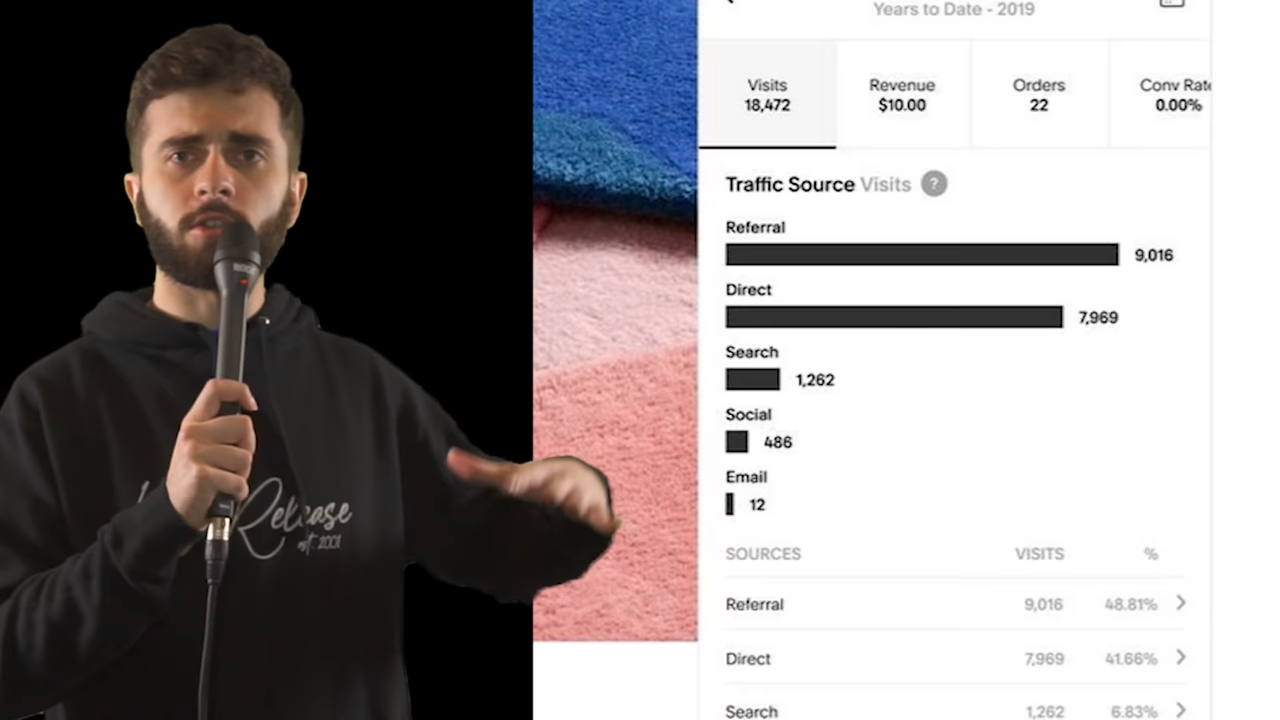 Release
est. 2001
Years to Date - 2019
Visits
18,472
Revenue
$10.00
Orders
22
Conv Rate
0.00%
Traffic Source Visits ?
Referral
9,016
Direct
7,969
Search
1,262
Social
486
Email
12
SOURCES VISITS %
Referral 9,016 48.81%
Direct 7,969 41.66%
Search 1,262 6.83%